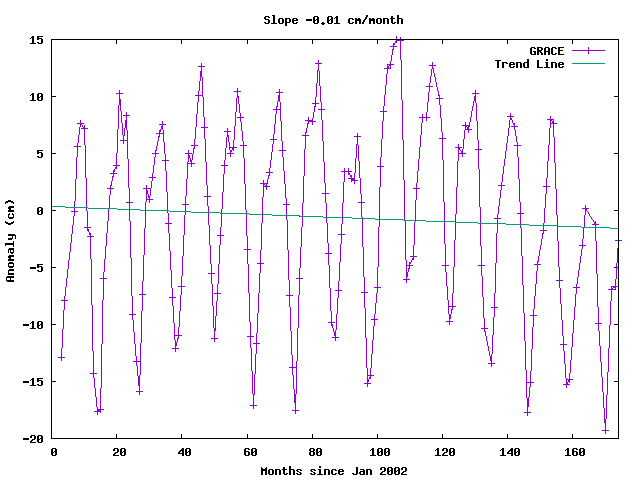 Slope -0.01 cm/month
GRACE
Trend Line
15
10
5
0
-5
-10
-15
-20
Anomaly (cm)
0 20 40 60 80 100 120 140 160
Months since Jan 2002